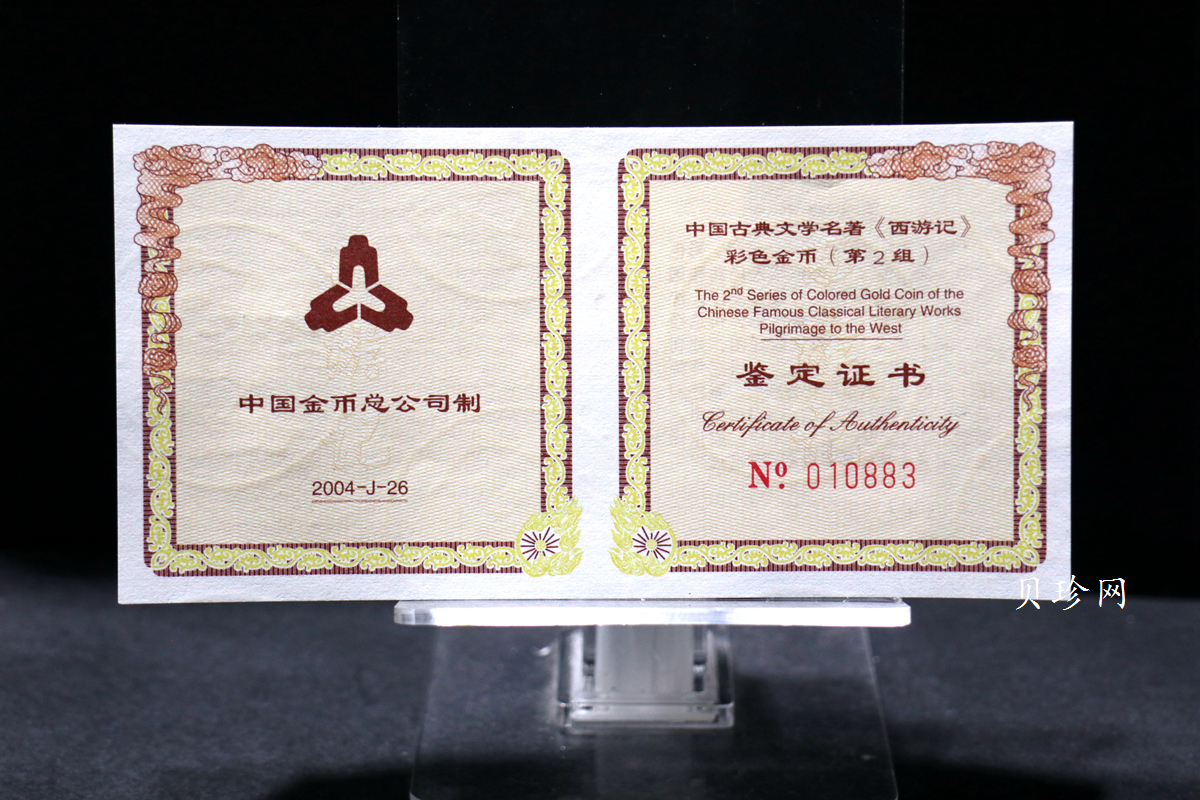 中国金币总公司制
2004-J-26
中国古典文学名著《西游记》
彩色金币（第2组）
The 2nd Series of Colored Gold Coin of the
Chinese Famous Classical Literary Works
Pilgrimage to the West
鉴定证书
Certificate of Authenticity
Nº 010883
贝珍网